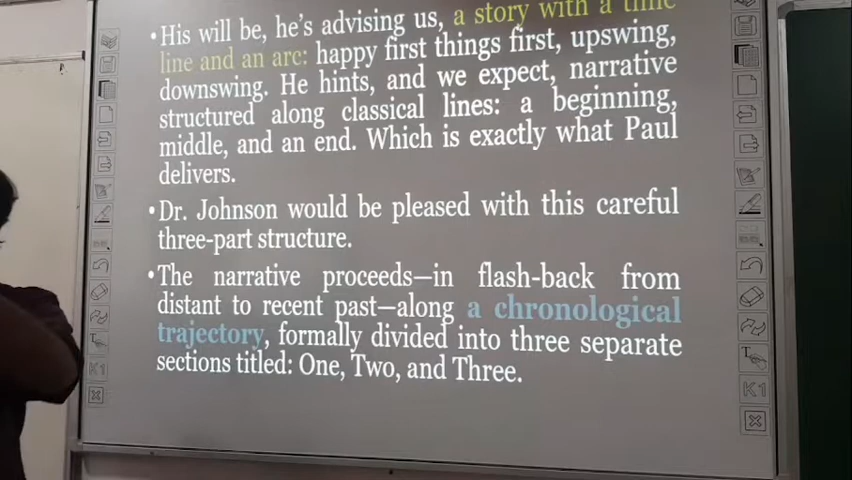 •His will be, he's advising us, a story with a time
line and an arc: happy first things first, upswing,
downswing. He hints, and we expect, narrative
structured along classical lines: a beginning,
middle, and an end. Which is exactly what Paul
delivers.
•Dr. Johnson would be pleased with this careful
three-part structure.
•The narrative proceeds—in flash-back from
distant to recent past—along a chronological
trajectory, formally divided into three separate
sections titled: One, Two, and Three.
K1
K1